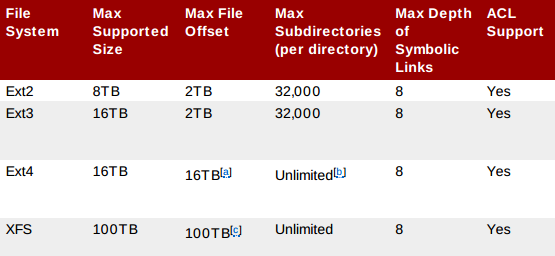 File System Max Supported Size Max File Offset Max Subdirectories (per directory) Max Depth of Symbolic Links ACL Support
Ext2 8TB 2TB 32,000 8 Yes
Ext3 16TB 2TB 32,000 8 Yes
Ext4 16TB 16TB[a] Unlimited[b] 8 Yes
XFS 100TB 100TB[c] Unlimited 8 Yes